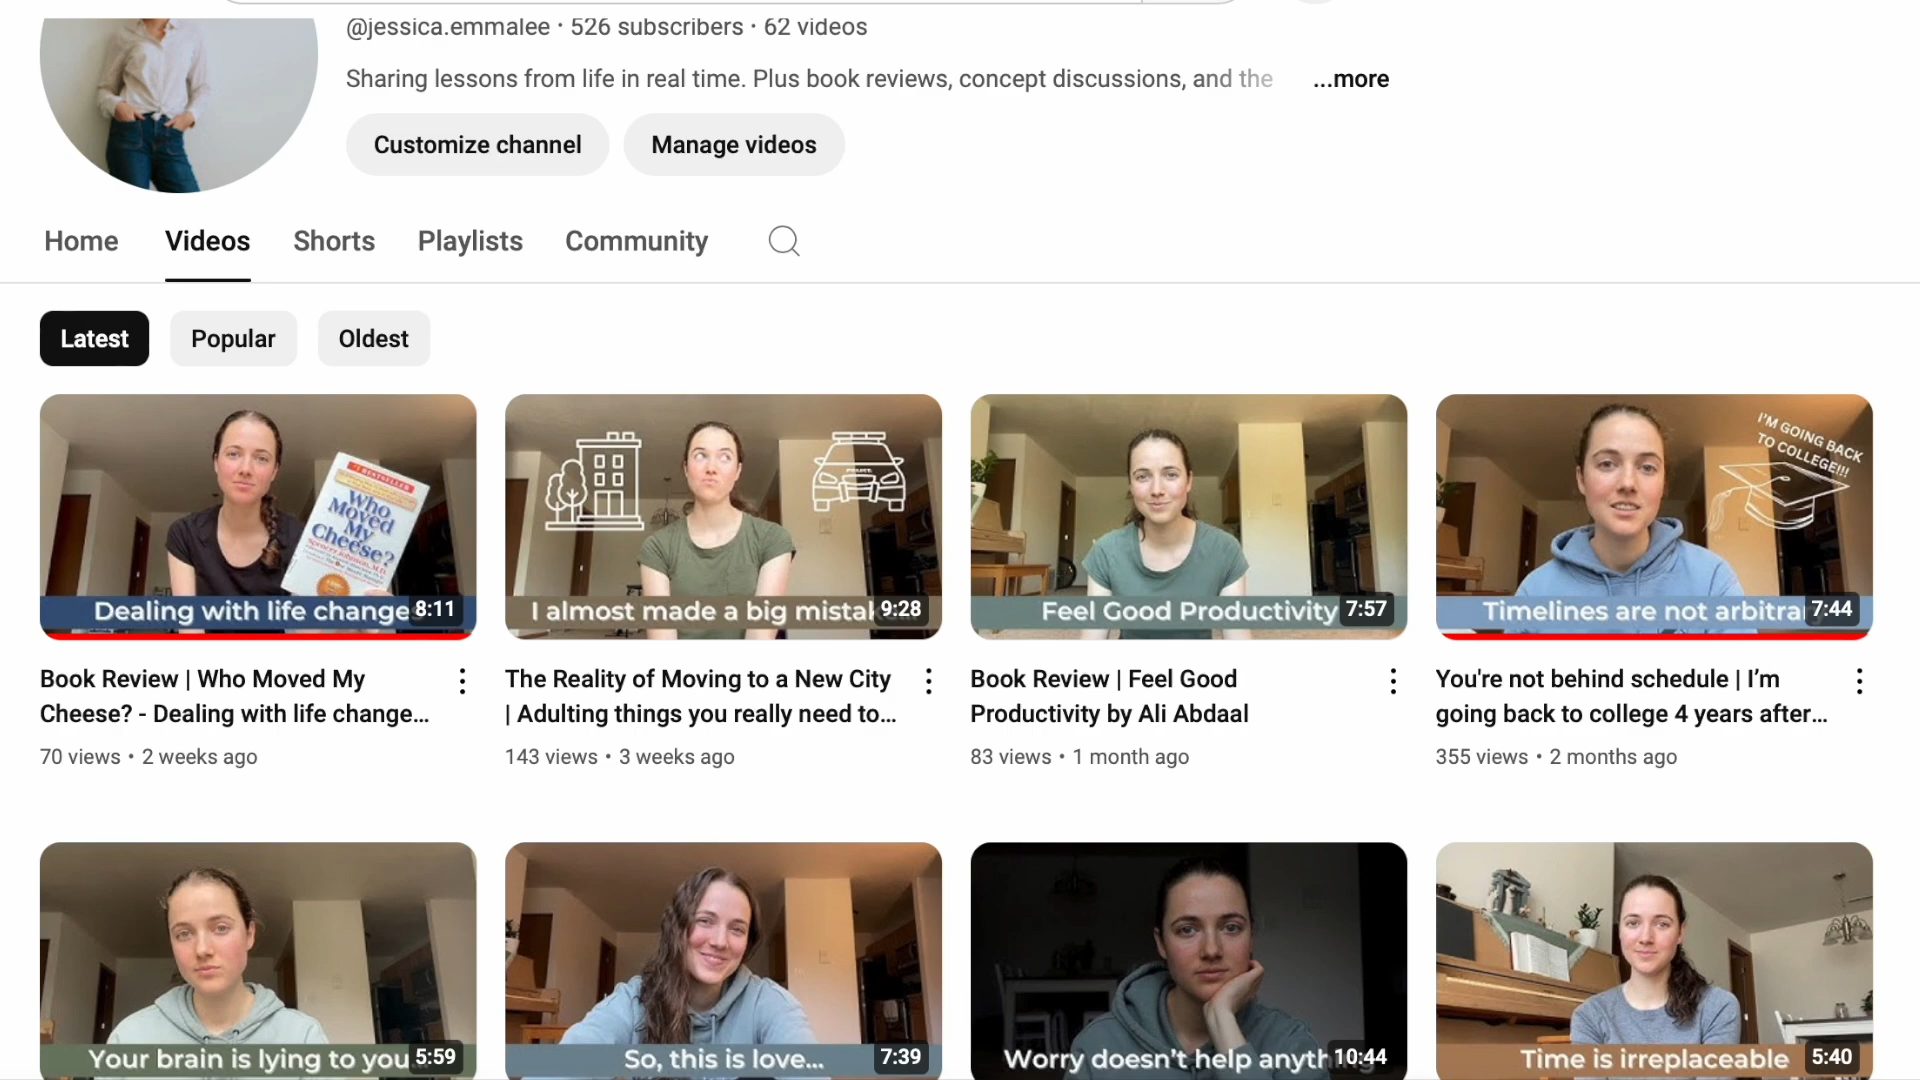 @jessica.emmalee · 526 subscribers · 62 videos
Sharing lessons from life in real time. Plus book reviews, concept discussions, and the ...more
Customize channel Manage videos
Home Videos Shorts Playlists Community
Latest Popular Oldest
#1 BESTSELLER
Who
Moved
My
Cheese?
Spencer Johnson, M.D.
Dealing with life change 8:11
I almost made a big mistak 9:28
Feel Good Productivity 7:57
I'M GOING BACK
TO COLLEGE!!!
Timelines are not arbitra 7:44
Book Review | Who Moved My
Cheese? - Dealing with life change...
70 views • 2 weeks ago
The Reality of Moving to a New City
| Adulting things you really need to...
143 views • 3 weeks ago
Book Review | Feel Good
Productivity by Ali Abdaal
83 views • 1 month ago
You're not behind schedule | I'm
going back to college 4 years after...
355 views • 2 months ago
Your brain is lying to you 5:59
So, this is love... 7:39
Worry doesn't help anyth g 10:44
Time is irreplaceable 5:40